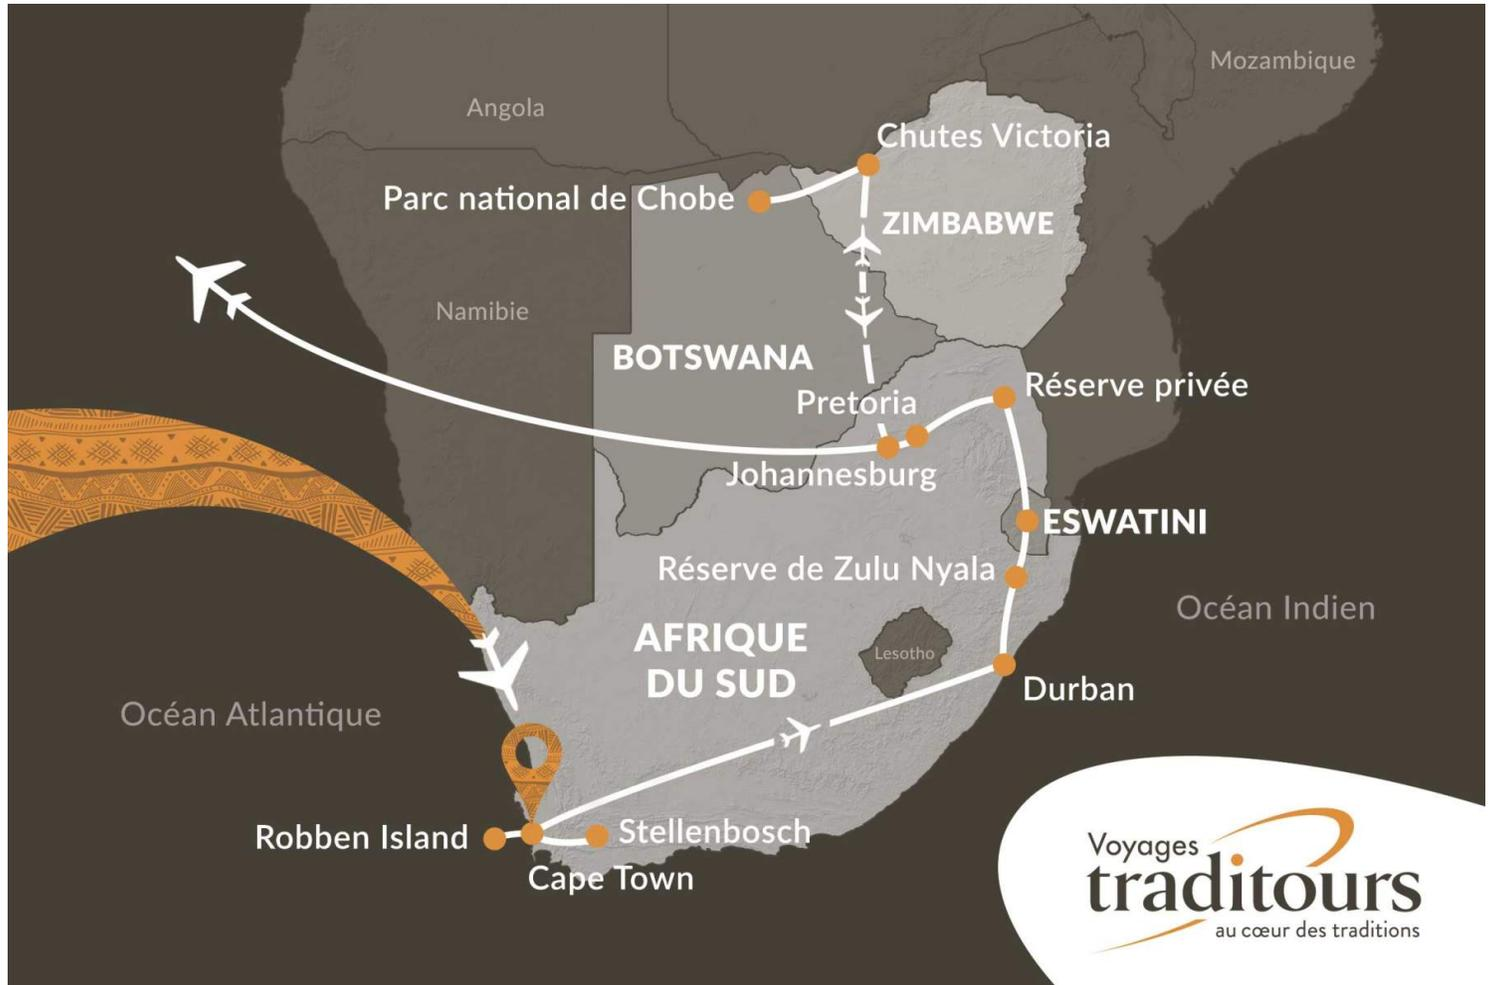 Mozambique
Angola
Chutes Victoria
Parc national de Chobe
ZIMBABWE
Namibie
BOTSWANA
Réserve privée
Pretoria
Johannesburg
ESWATINI
Réserve de Zulu Nyala
Océan Indien
AFRIQUE
DU SUD
Lesotho
Durban
Océan Atlantique
Robben Island
Stellenbosch
Cape Town
Voyages
traditours
au cœur des traditions